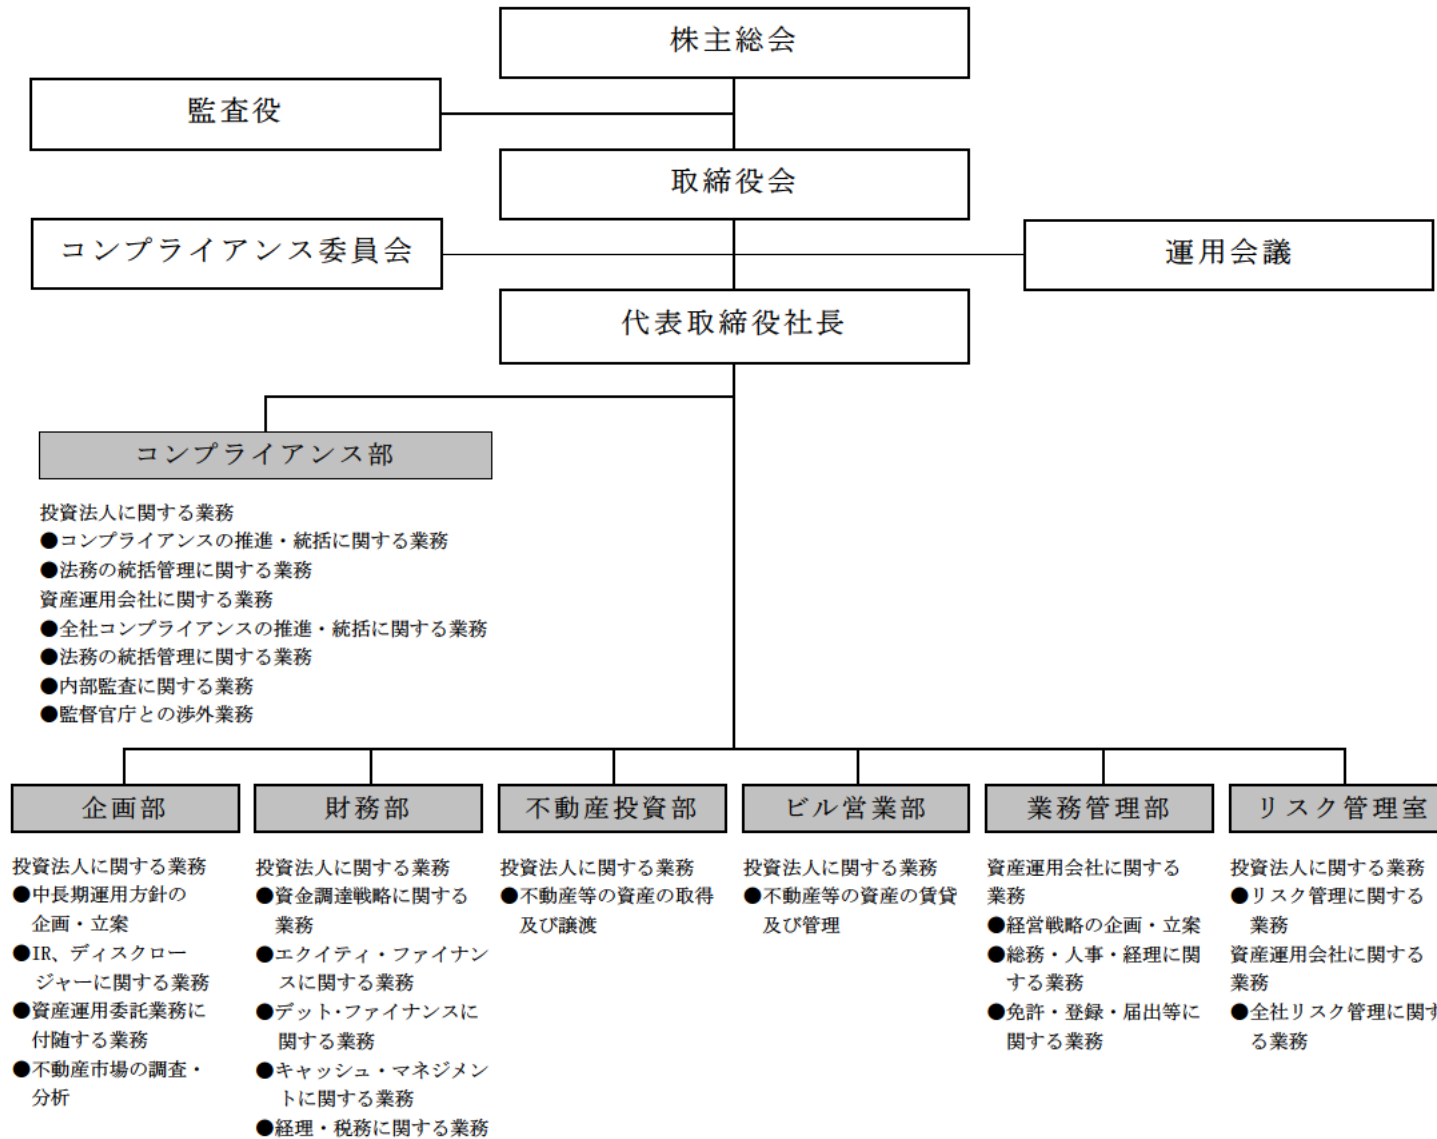 株主総会
監査役
取締役会
コンプライアンス委員会
運用会議
代表取締役社長
コンプライアンス部
投資法人に関する業務
●コンプライアンスの推進・統括に関する業務
●法務の統括管理に関する業務
資産運用会社に関する業務
●全社コンプライアンスの推進・統括に関する業務
●法務の統括管理に関する業務
●内部監査に関する業務
●監督官庁との渉外業務
企画部
投資法人に関する業務
●中長期運用方針の
企画・立案
●IR、ディスクロー
ジャーに関する業務
●資産運用委託業務に
付随する業務
●不動産市場の調査・
分析
財務部
投資法人に関する業務
●資金調達戦略に関する
業務
●エクイティ・ファイナン
スに関する業務
●デット・ファイナンスに
関する業務
●キャッシュ・マネジメン
トに関する業務
●経理・税務に関する業務
不動産投資部
投資法人に関する業務
●不動産等の資産の取得
及び譲渡
ビル営業部
投資法人に関する業務
●不動産等の資産の賃貸
及び管理
業務管理部
資産運用会社に関する
業務
●経営戦略の企画・立案
●総務・人事・経理に関
する業務
●免許・登録・届出等に
関する業務
リスク管理室
投資法人に関する業務
●リスク管理に関する
業務
資産運用会社に関する
業務
●全社リスク管理に関す
る業務